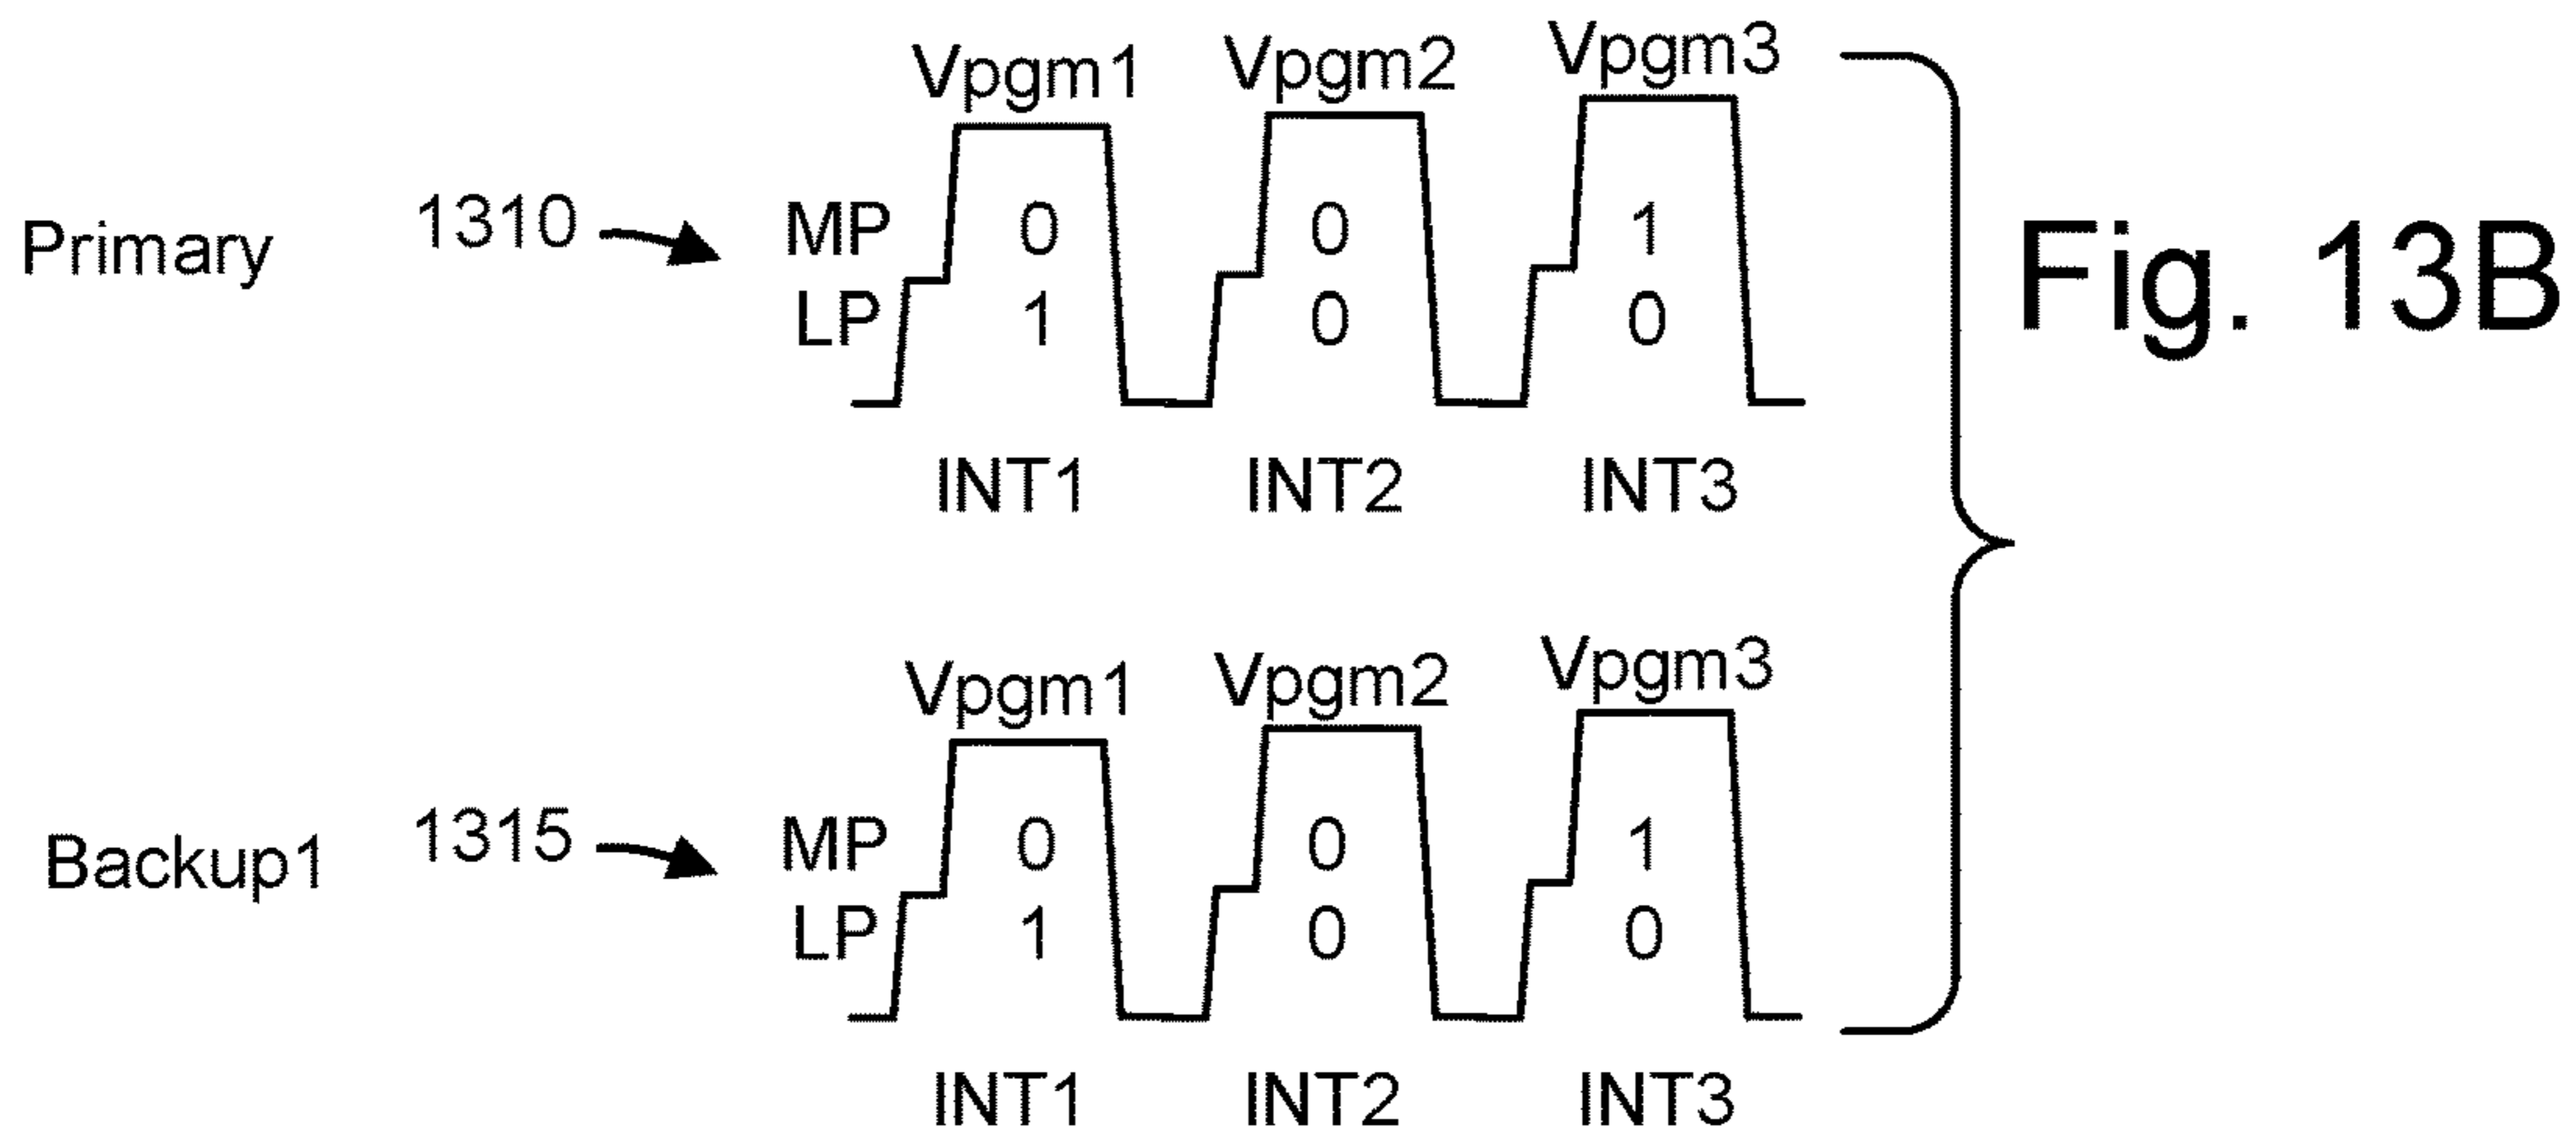 Vpgm1 Vpgm2 Vpgm3
Primary 1310 MP 0 0 1
LP 1 0 0
INT1 INT2 INT3
Fig. 13B
Vpgm1 Vpgm2 Vpgm3
Backup1 1315 MP 0 0 1
LP 1 0 0
INT1 INT2 INT3